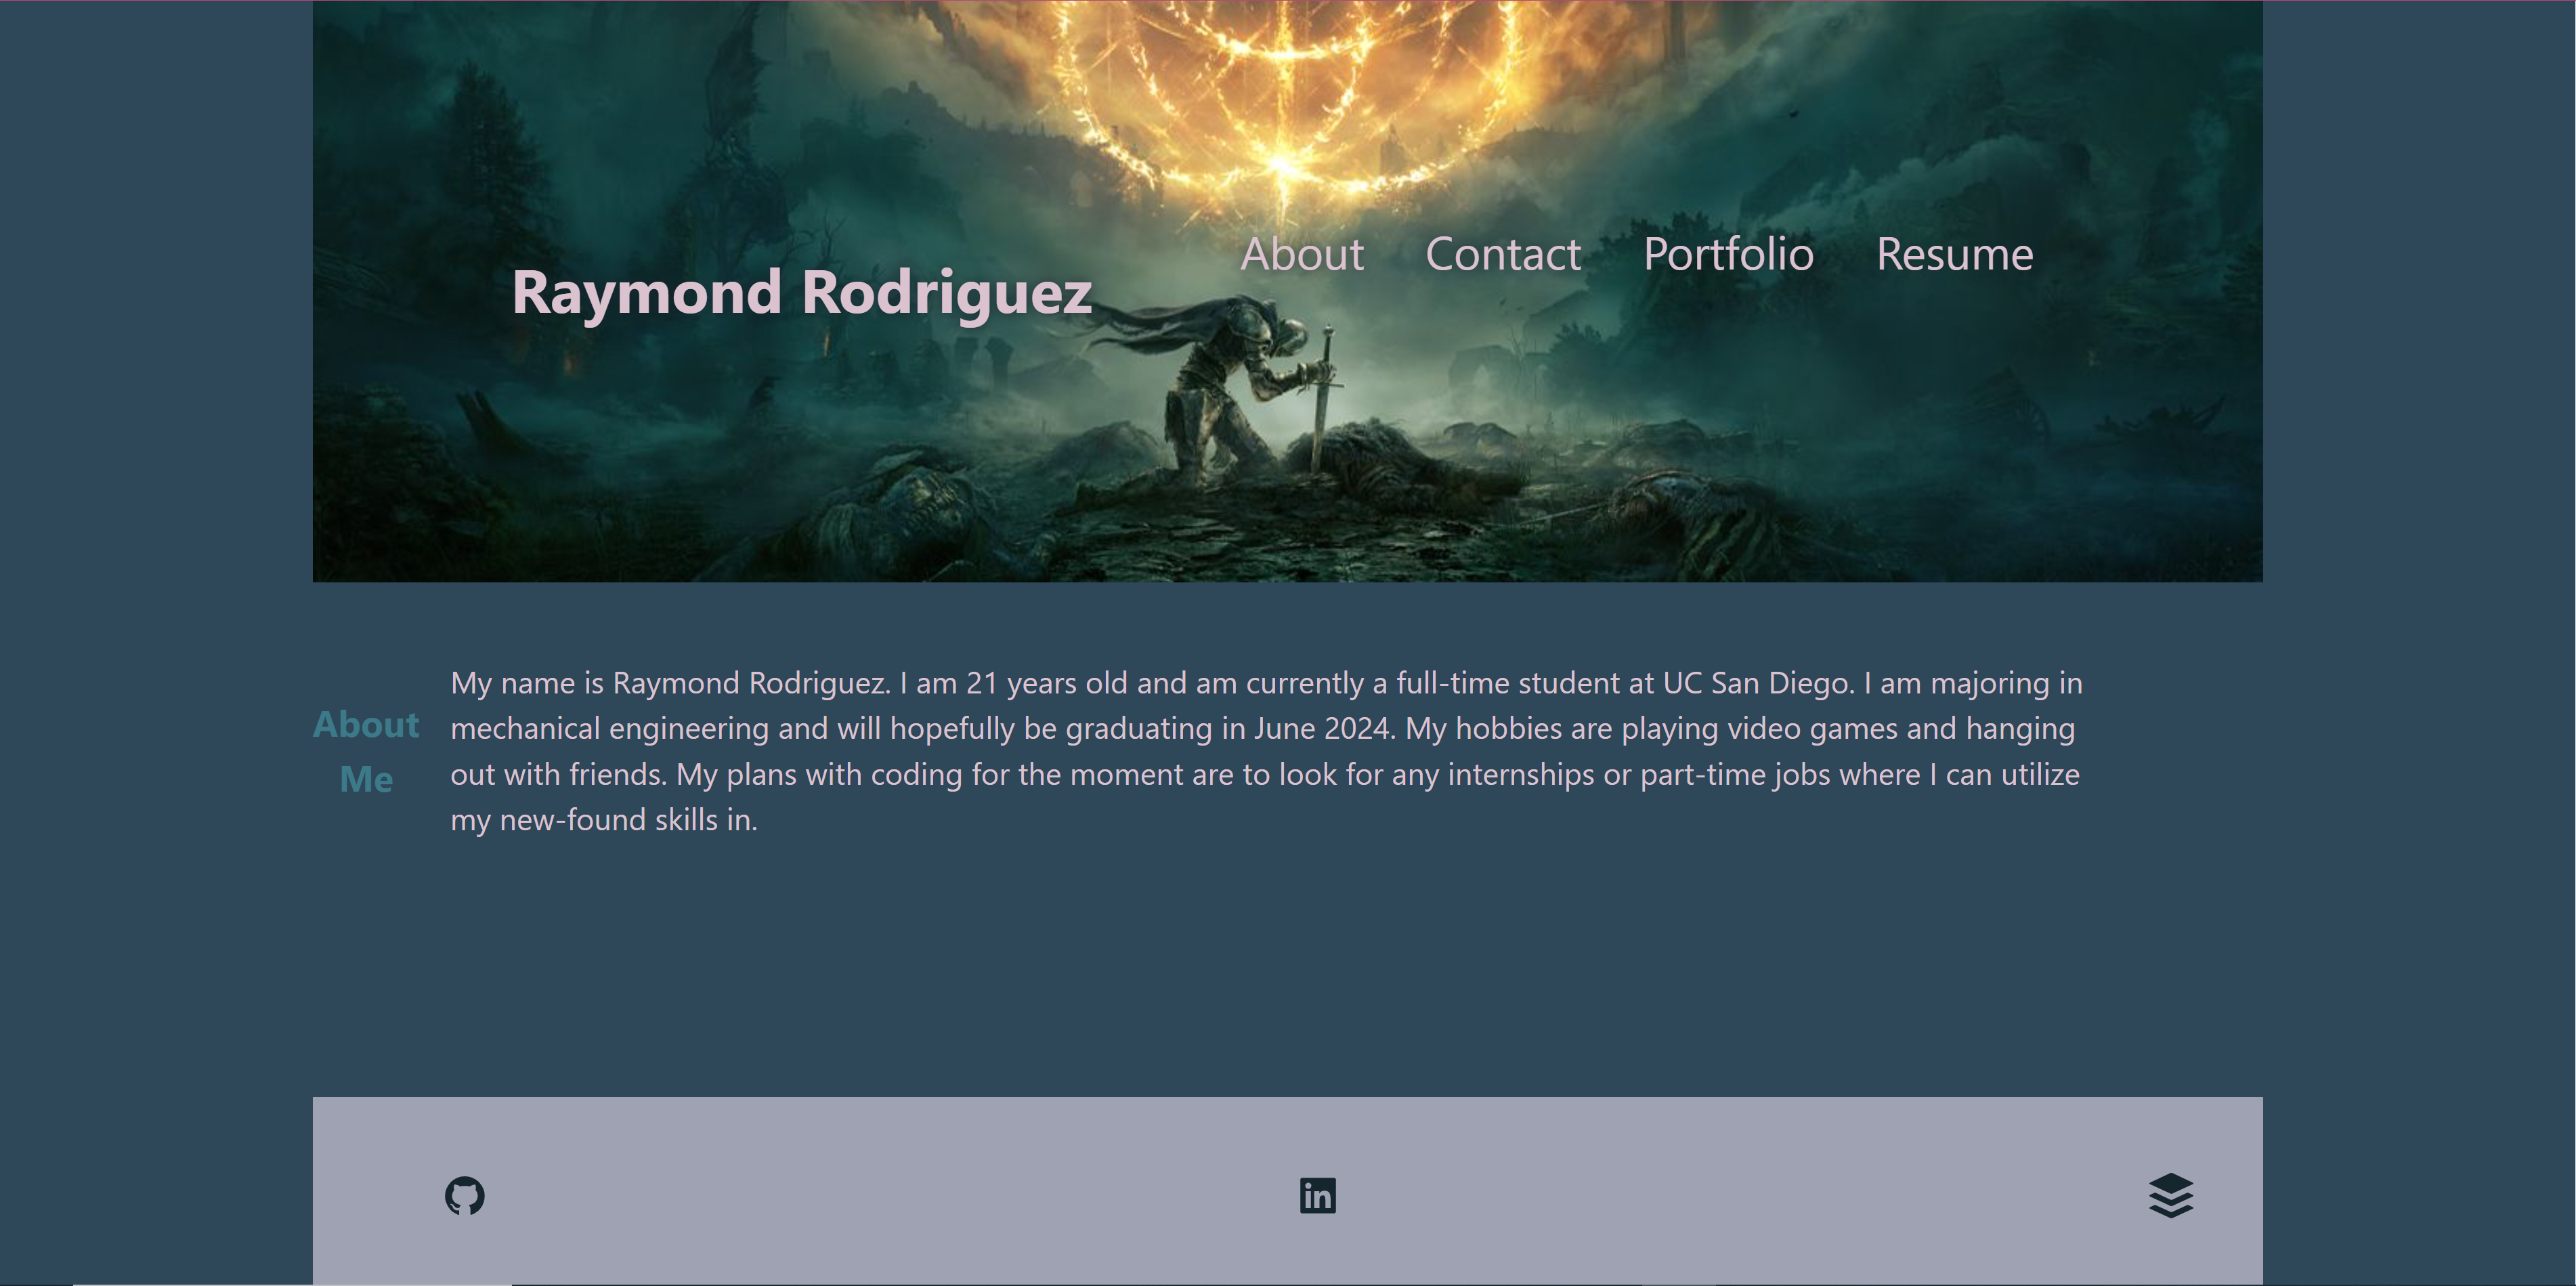 About Contact Portfolio Resume
Raymond Rodriguez
About
Me
My name is Raymond Rodriguez. I am 21 years old and am currently a full-time student at UC San Diego. I am majoring in
mechanical engineering and will hopefully be graduating in June 2024. My hobbies are playing video games and hanging
out with friends. My plans with coding for the moment are to look for any internships or part-time jobs where I can utilize
my new-found skills in.
in